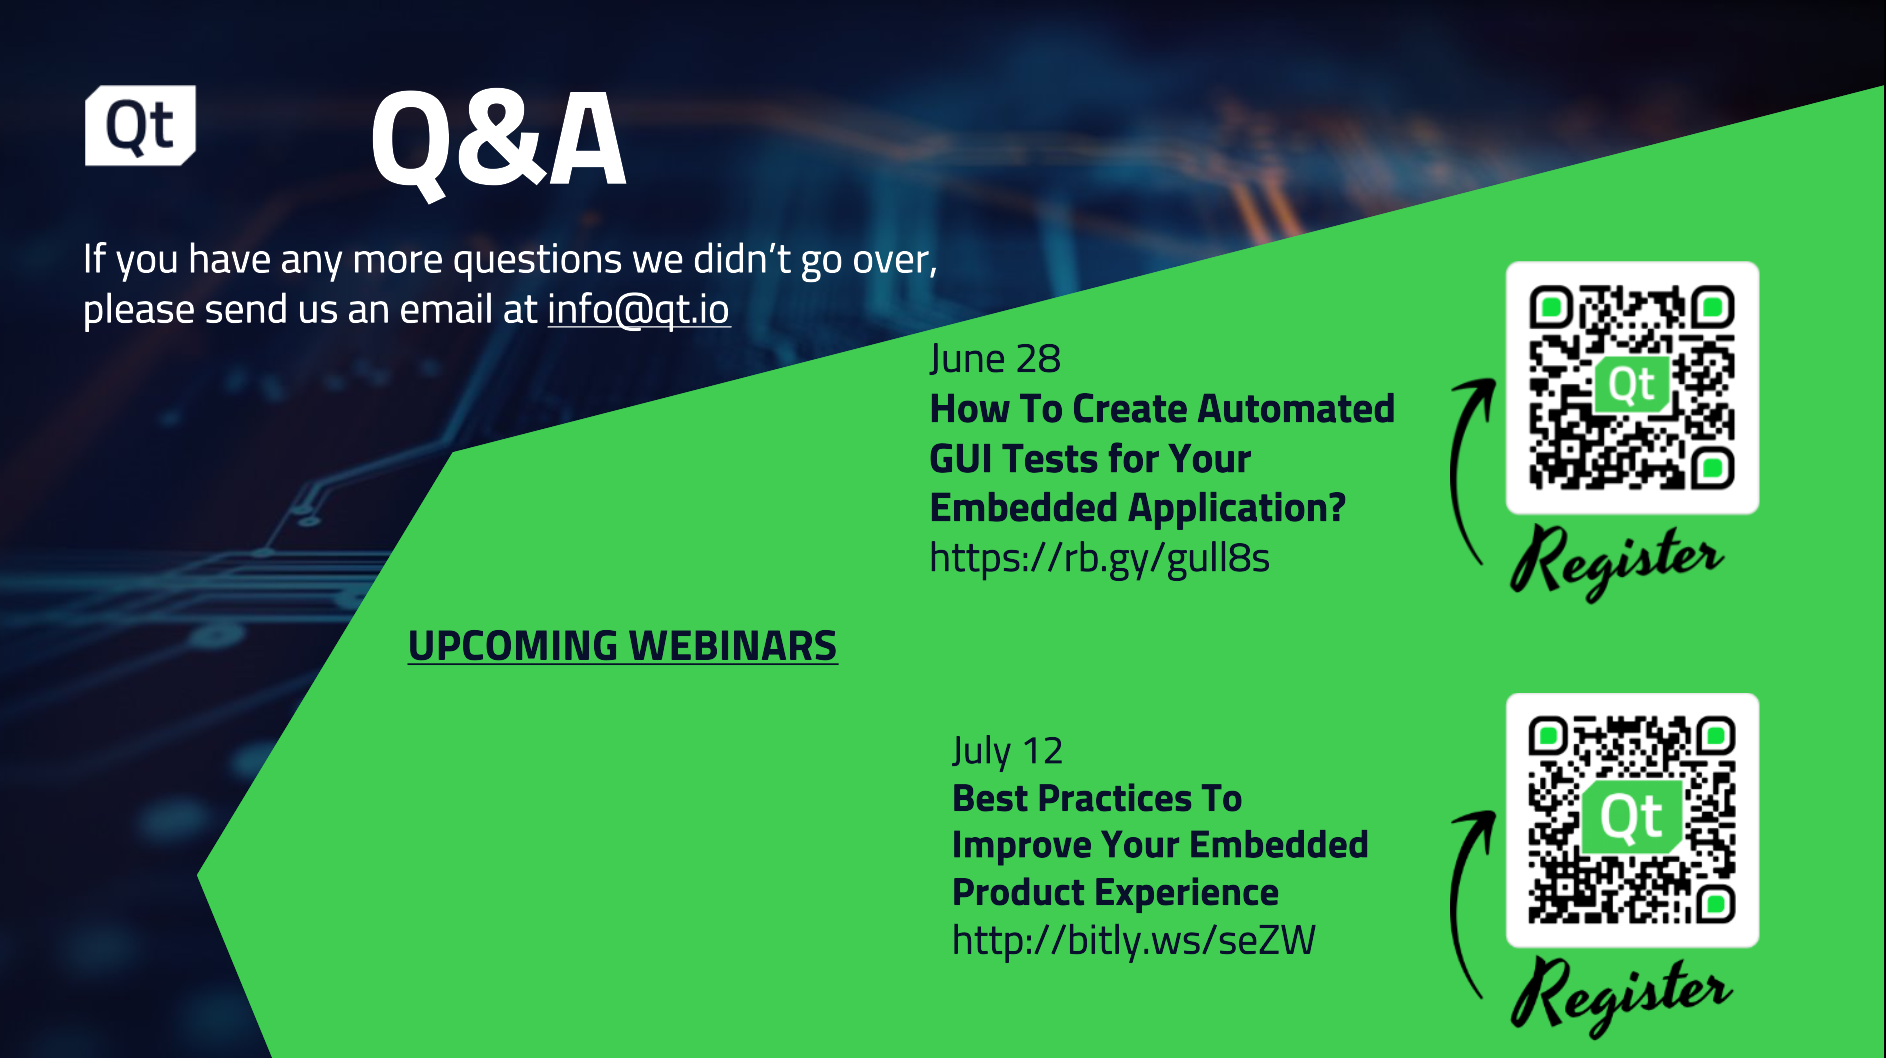 Qt
Q&A
If you have any more questions we didn’t go over,
please send us an email at info@qt.io
UPCOMING WEBINARS
June 28
How To Create Automated
GUI Tests for Your
Embedded Application?
https://rb.gy/gull8s
Qt
Register
July 12
Best Practices To
Improve Your Embedded
Product Experience
http://bitly.ws/seZW
Qt
Register